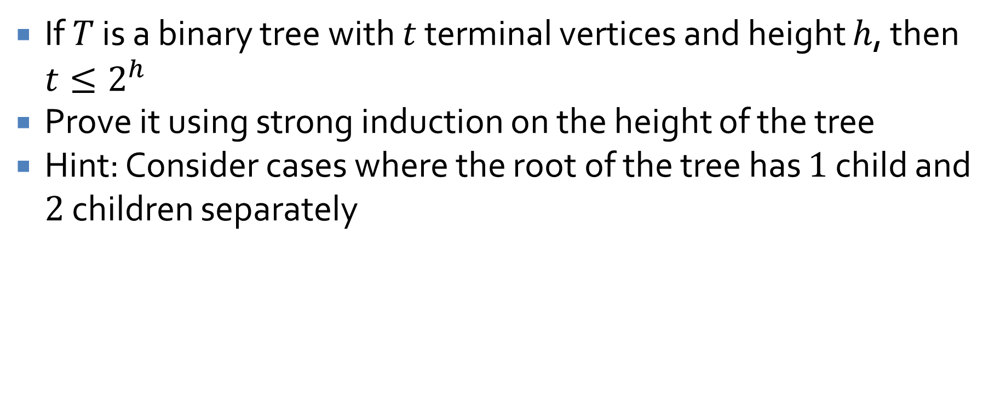 ▪ If 𝑇 is a binary tree with 𝑡 terminal vertices and height ℎ, then
𝑡 ≤ 2^ℎ
▪ Prove it using strong induction on the height of the tree
▪ Hint: Consider cases where the root of the tree has 1 child and
2 children separately